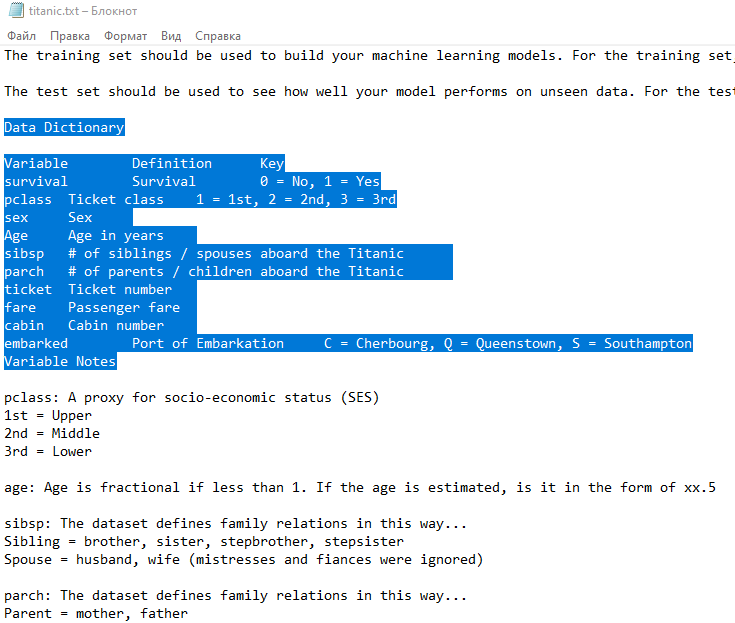 titanic.txt – Блокнот
Файл Правка Формат Вид Справка
The training set should be used to build your machine learning models. For the training set,
The test set should be used to see how well your model performs on unseen data. For the test
Data Dictionary
Variable Definition Key
survival Survival 0 = No, 1 = Yes
pclass Ticket class 1 = 1st, 2 = 2nd, 3 = 3rd
sex Sex
Age Age in years
sibsp # of siblings / spouses aboard the Titanic
parch # of parents / children aboard the Titanic
ticket Ticket number
fare Passenger fare
cabin Cabin number
embarked Port of Embarkation C = Cherbourg, Q = Queenstown, S = Southampton
Variable Notes
pclass: A proxy for socio-economic status (SES)
1st = Upper
2nd = Middle
3rd = Lower
age: Age is fractional if less than 1. If the age is estimated, is it in the form of xx.5
sibsp: The dataset defines family relations in this way...
Sibling = brother, sister, stepbrother, stepsister
Spouse = husband, wife (mistresses and fiances were ignored)
parch: The dataset defines family relations in this way...
Parent = mother, father